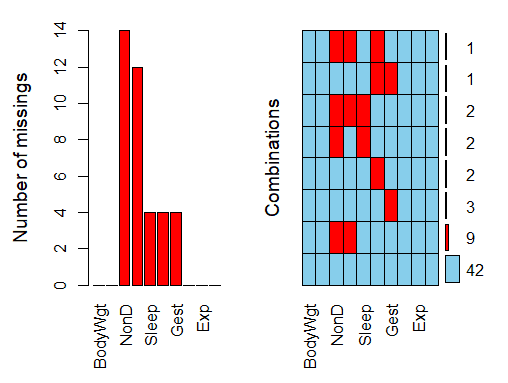 Number of missings
0
2
4
6
8
10
12
14
BodyWgt
NonD
Sleep
Gest
Exp
Combinations
BodyWgt
NonD
Sleep
Gest
Exp
1
1
2
2
2
3
9
42